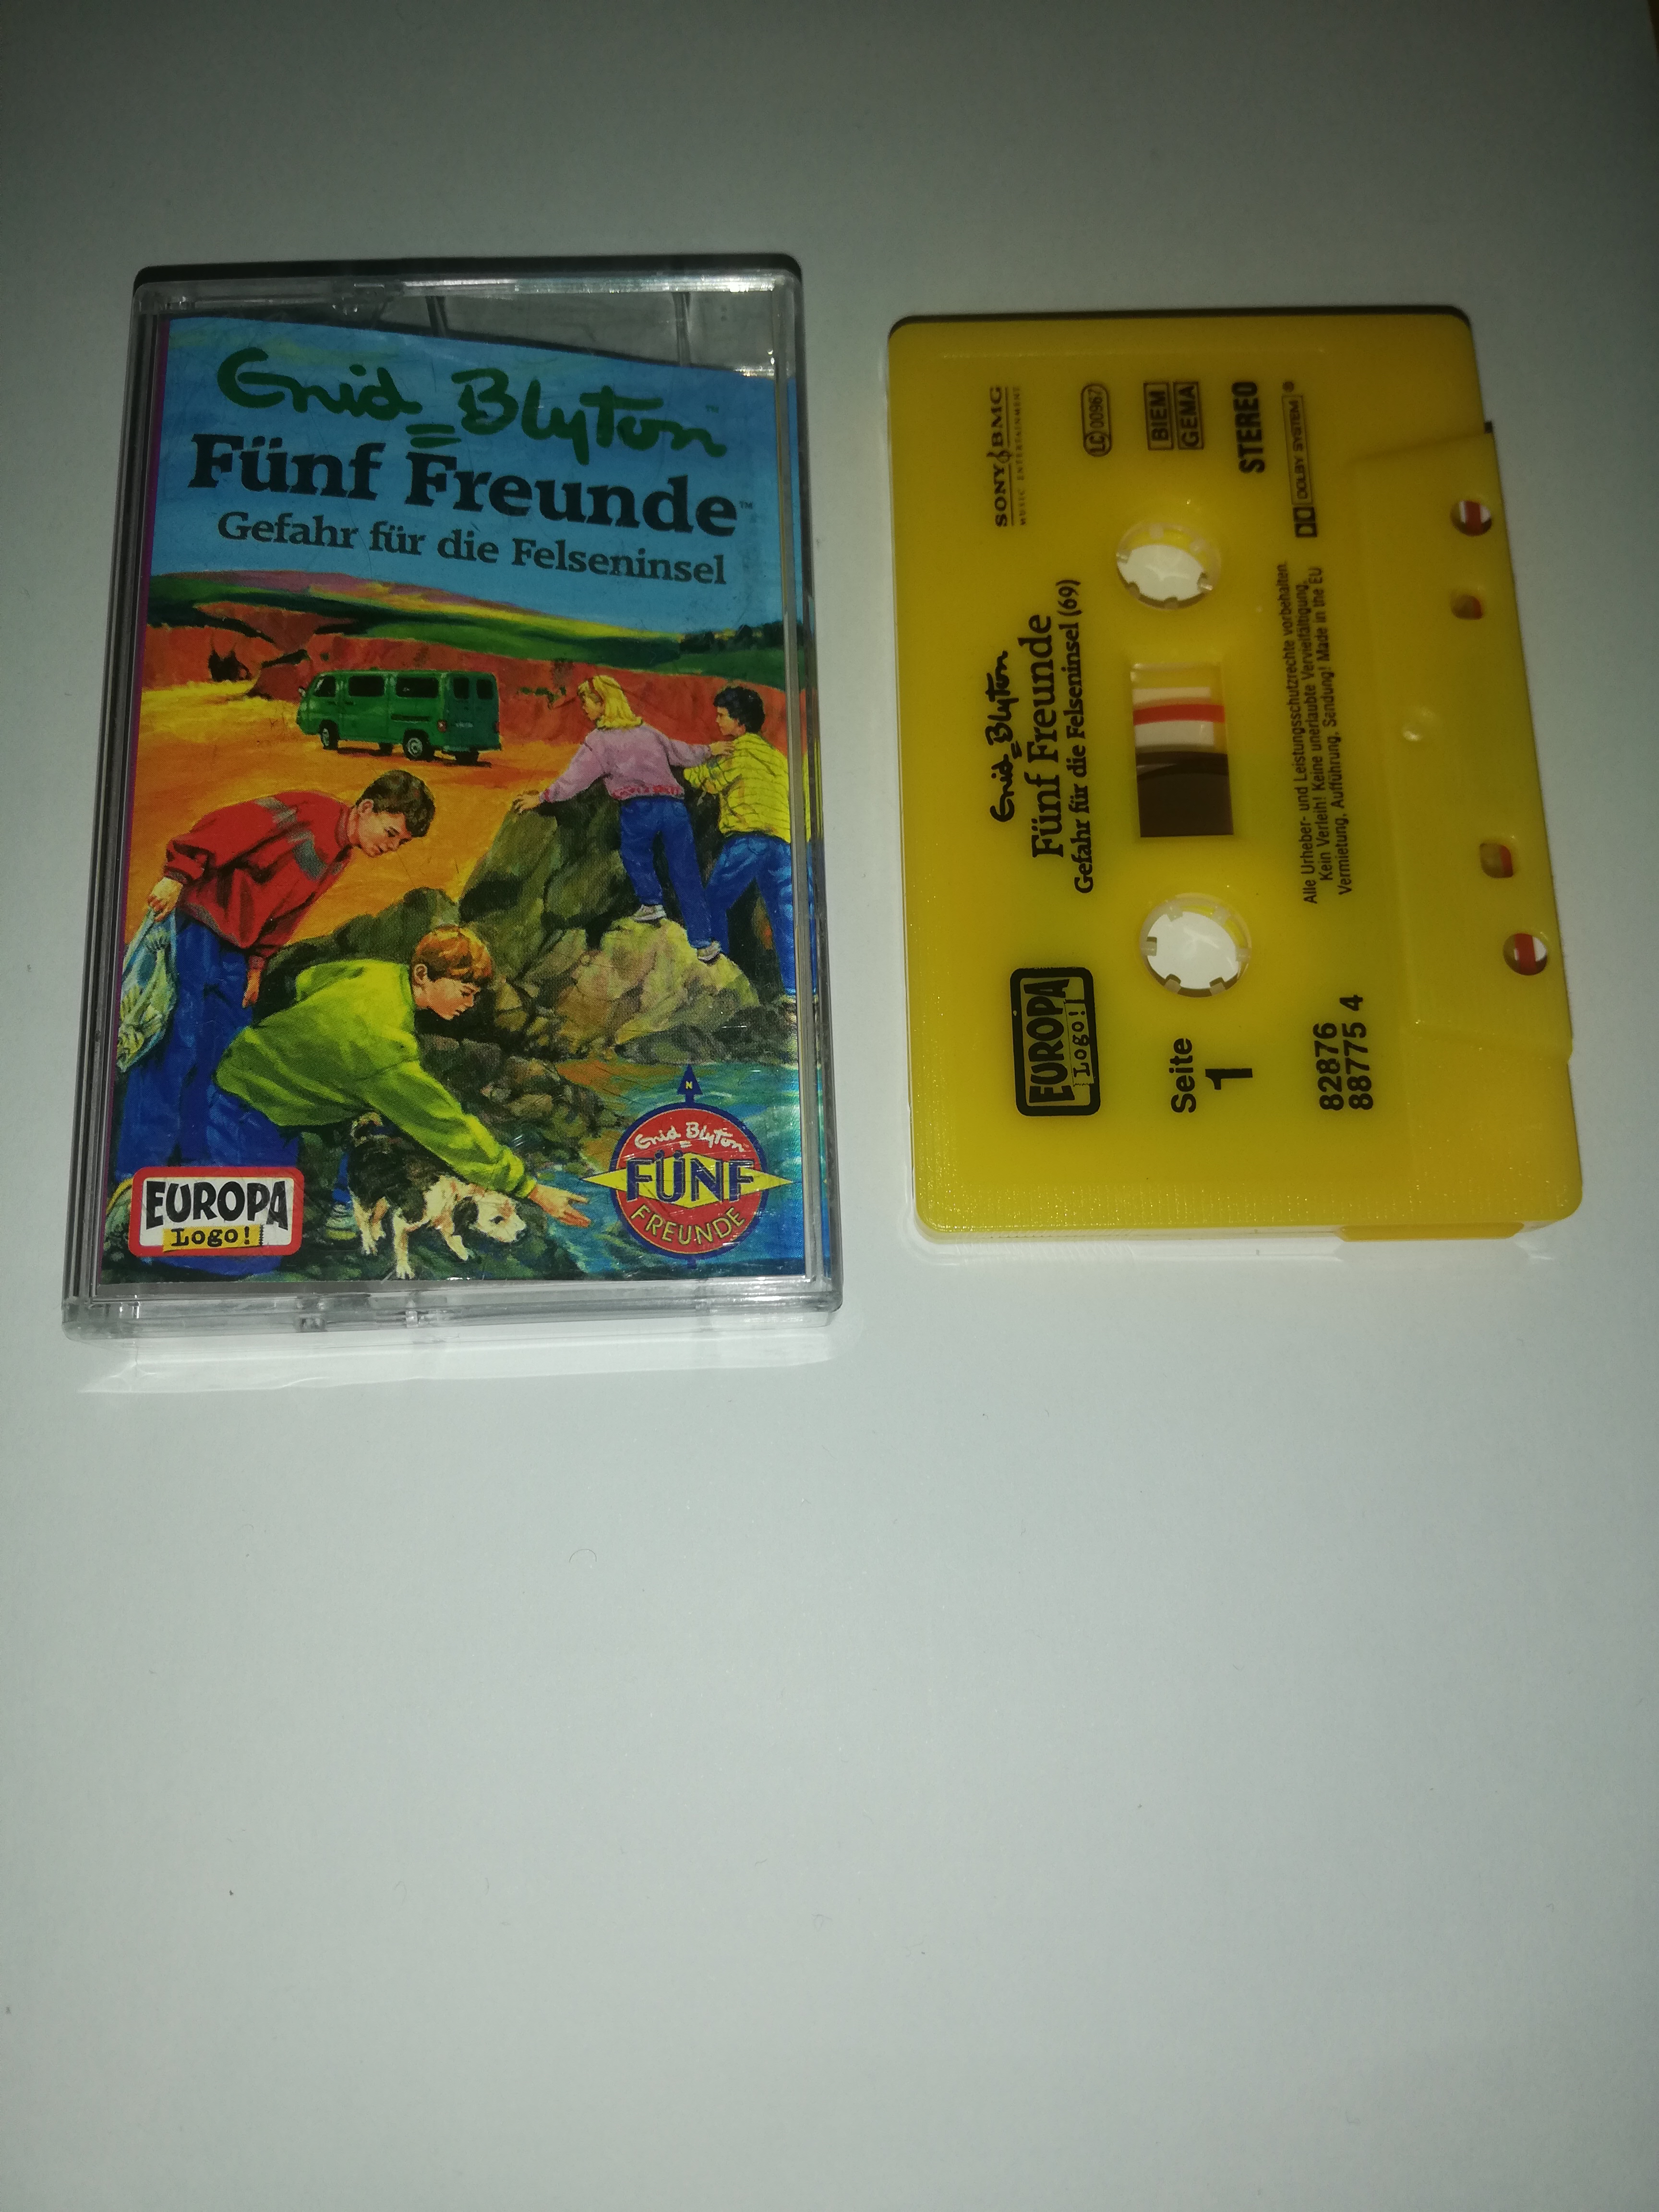 Enid Blyton™
Fünf Freunde™
Gefahr für die Felseninsel
EUROPA
Logo!
N
Enid Blyton
FÜNF
FREUNDE
Enid Blyton
Fünf Freunde
Gefahr für die Felseninsel (69)
EUROPA
Logo!
SONY BMG
MUSIC ENTERTAINMENT
LC 00967
BIEM
GEMA
STEREO
DOLBY SYSTEM®
Seite
1
82876
88775 4
Alle Urheber- und Leistungsschutzrechte vorbehalten.
Kein Verleih! Keine unerlaubte Vervielfältigung,
Vermietung, Aufführung, Sendung! Made in the EU